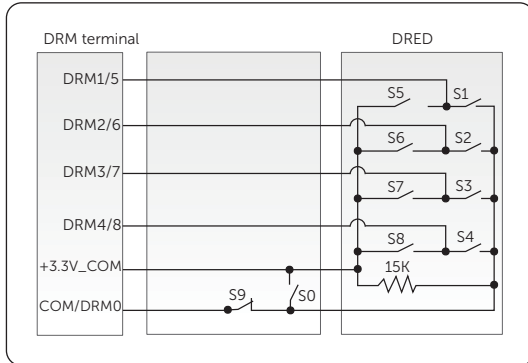 DRM terminal
DRED
DRM1/5
S5
S1
DRM2/6
S6
S2
DRM3/7
S7
S3
DRM4/8
S8
S4
+3.3V_COM
15K
S9
S0
COM/DRM0